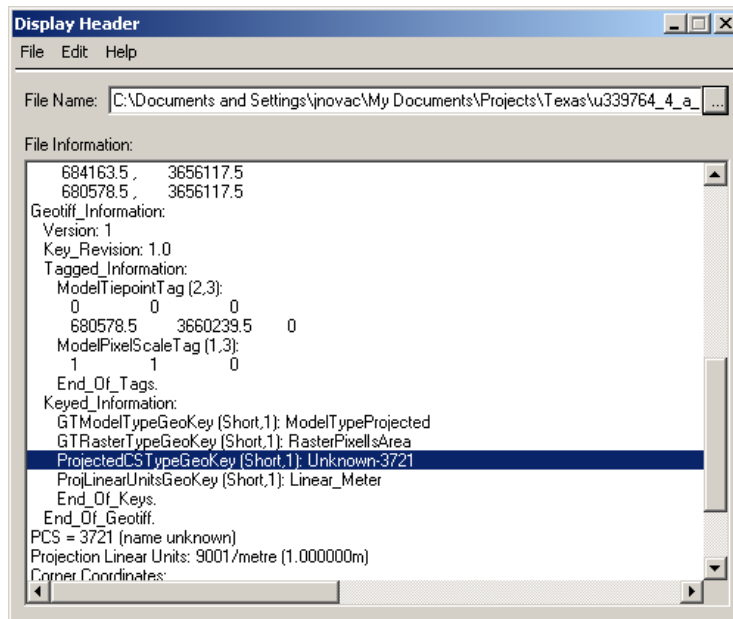 Display Header
File Edit Help
File Name: C:\Documents and Settings\jnovac\My Documents\Projects\Texas\u339764_4_a_ ...
File Information:
684163.5 , 3656117.5
680578.5 , 3656117.5
Geotiff_Information:
Version: 1
Key_Revision: 1.0
Tagged_Information:
ModelTiepointTag (2,3):
0 0 0
680578.5 3660239.5 0
ModelPixelScaleTag (1,3):
1 1 0
End_Of_Tags.
Keyed_Information:
GTModelTypeGeoKey (Short,1): ModelTypeProjected
GTRasterTypeGeoKey (Short,1): RasterPixelIsArea
ProjectedCSTypeGeoKey (Short,1): Unknown-3721
ProjLinearUnitsGeoKey (Short,1): Linear_Meter
End_Of_Keys.
End_Of_Geotiff.
PCS = 3721 (name unknown)
Projection Linear Units: 9001/metre (1.000000m)
Corner Coordinates: